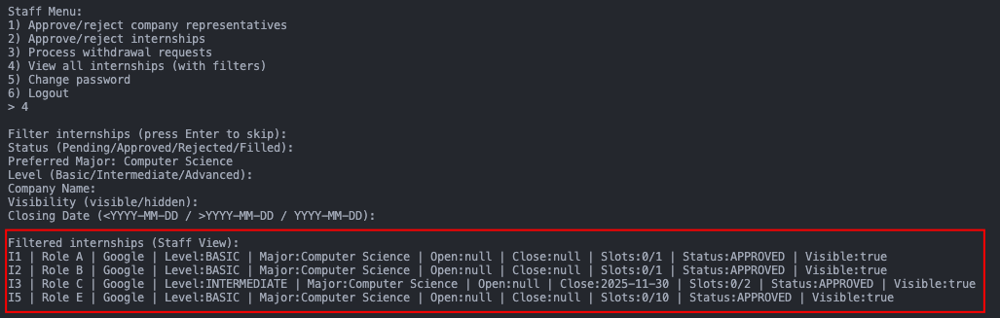 Staff Menu:
1) Approve/reject company representatives
2) Approve/reject internships
3) Process withdrawal requests
4) View all internships (with filters)
5) Change password
6) Logout
> 4
Filter internships (press Enter to skip):
Status (Pending/Approved/Rejected/Filled):
Preferred Major: Computer Science
Level (Basic/Intermediate/Advanced):
Company Name:
Visibility (visible/hidden):
Closing Date (<YYYY-MM-DD / >YYYY-MM-DD / YYYY-MM-DD):
Filtered internships (Staff View):
I1 | Role A | Google | Level:BASIC | Major:Computer Science | Open:null | Close:null | Slots:0/1 | Status:APPROVED | Visible:true
I2 | Role B | Google | Level:BASIC | Major:Computer Science | Open:null | Close:null | Slots:0/1 | Status:APPROVED | Visible:true
I3 | Role C | Google | Level:INTERMEDIATE | Major:Computer Science | Open:null | Close:2025-11-30 | Slots:0/2 | Status:APPROVED | Visible:true
I5 | Role E | Google | Level:BASIC | Major:Computer Science | Open:null | Close:null | Slots:0/10 | Status:APPROVED | Visible:true